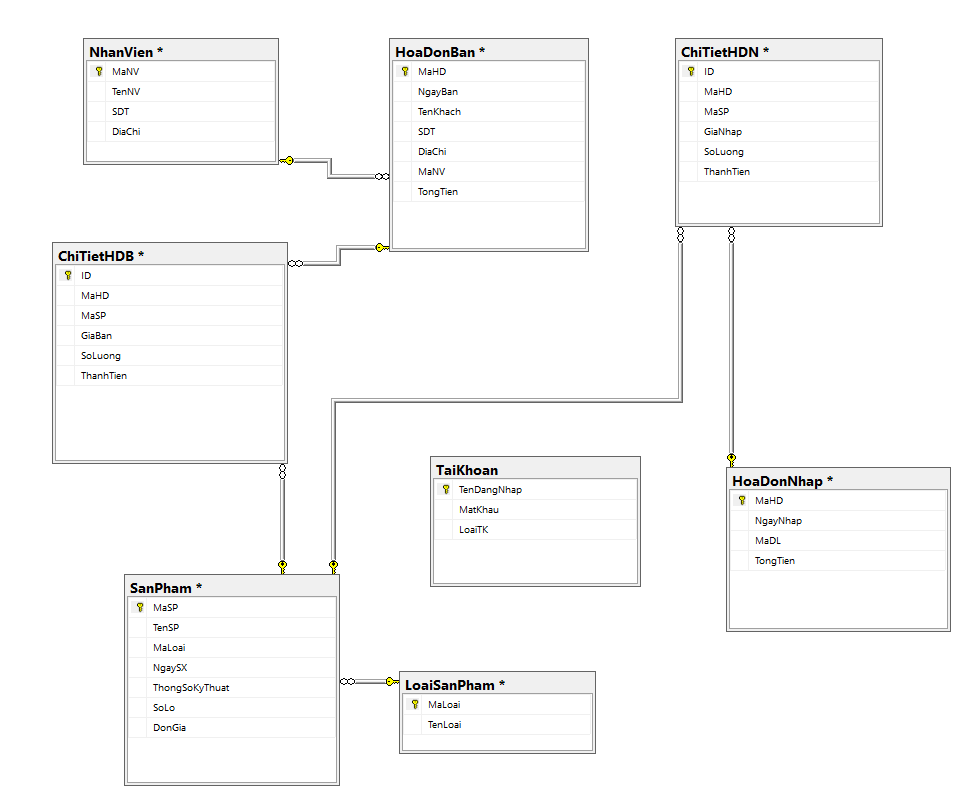 NhanVien *
MaNV
TenNV
SDT
DiaChi
HoaDonBan *
MaHD
NgayBan
TenKhach
SDT
DiaChi
MaNV
TongTien
ChiTietHDN *
ID
MaHD
MaSP
GiaNhap
SoLuong
ThanhTien
ChiTietHDB *
ID
MaHD
MaSP
GiaBan
SoLuong
ThanhTien
TaiKhoan
TenDangNhap
MatKhau
LoaiTK
HoaDonNhap *
MaHD
NgayNhap
MaDL
TongTien
SanPham *
MaSP
TenSP
MaLoai
NgaySX
ThongSoKyThuat
SoLo
DonGia
LoaiSanPham *
MaLoai
TenLoai